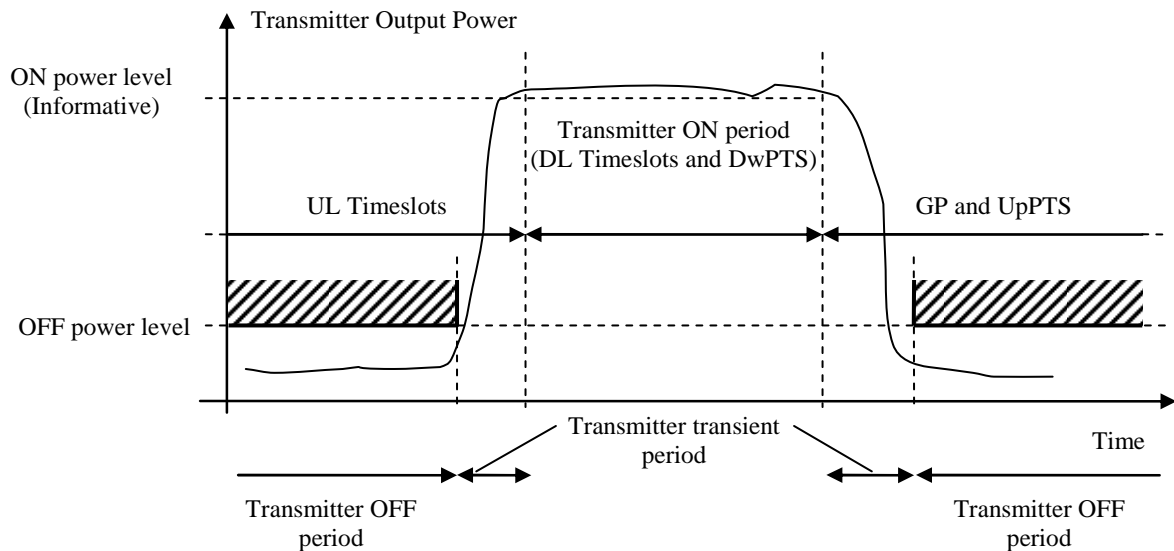 Transmitter Output Power
ON power level
(Informative)
Transmitter ON period
(DL Timeslots and DwPTS)
UL Timeslots
GP and UpPTS
OFF power level
Transmitter transient
period
Time
Transmitter OFF
period
Transmitter OFF
period